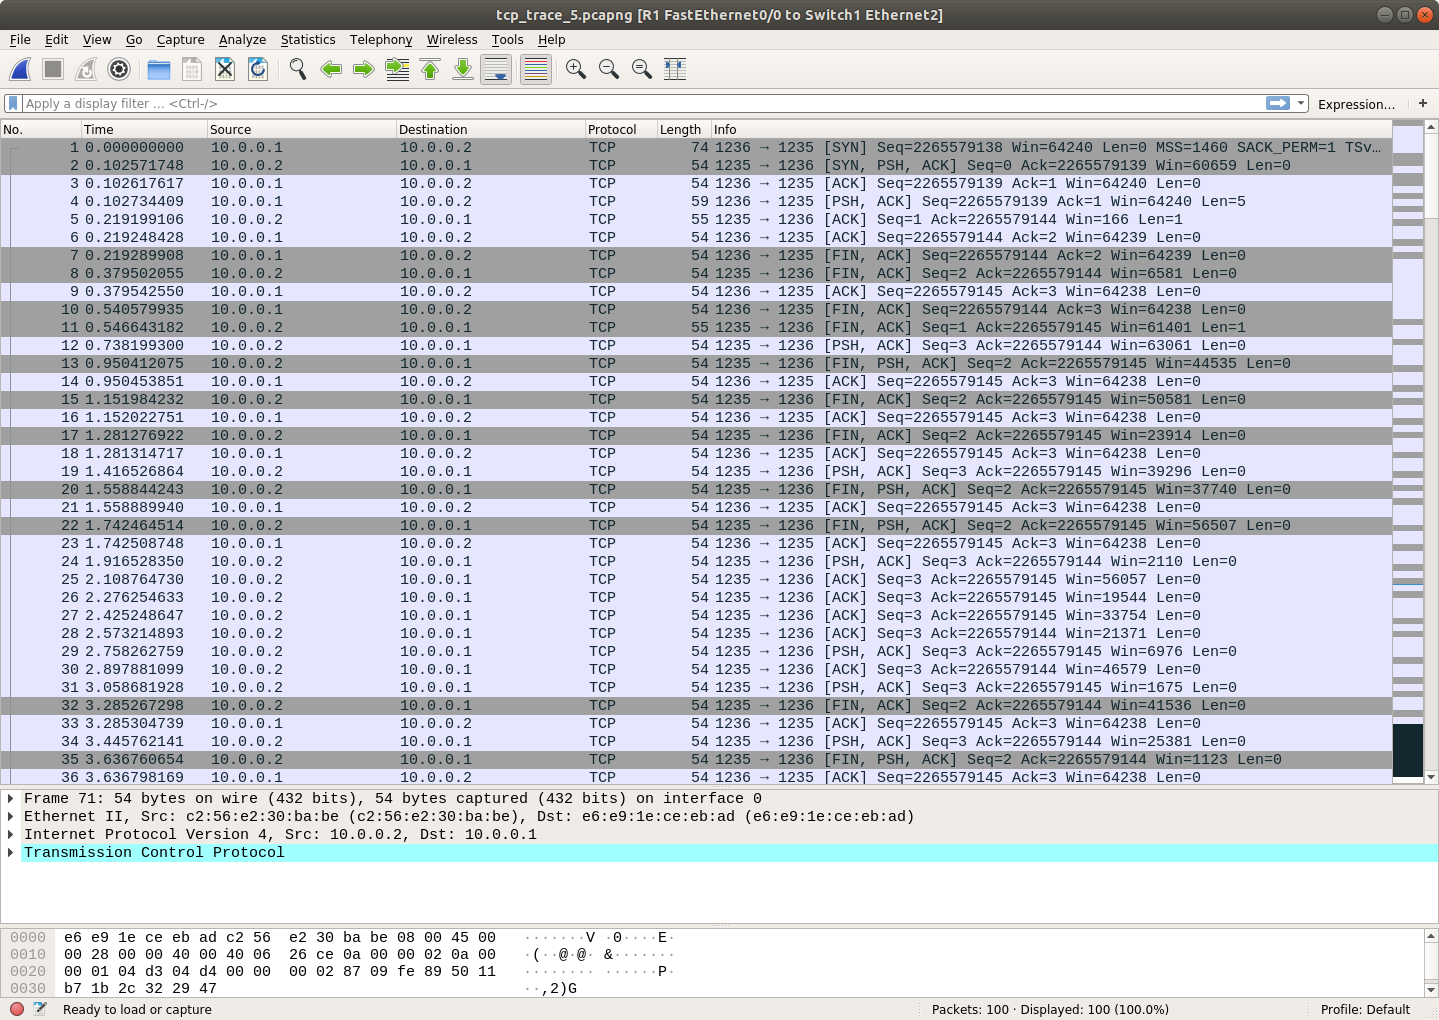 tcp_trace_5.pcapng [R1 FastEthernet0/0 to Switch1 Ethernet2]
File Edit View Go Capture Analyze Statistics Telephony Wireless Tools Help
Apply a display filter ... <Ctrl-/> Expression... +
No. Time Source Destination Protocol Length Info
1 0.000000000 10.0.0.1 10.0.0.2 TCP 74 1236 → 1235 [SYN] Seq=2265579138 Win=64240 Len=0 MSS=1460 SACK_PERM=1 TSv…
2 0.102571748 10.0.0.2 10.0.0.1 TCP 54 1235 → 1236 [SYN, PSH, ACK] Seq=0 Ack=2265579139 Win=60659 Len=0
3 0.102617617 10.0.0.1 10.0.0.2 TCP 54 1236 → 1235 [ACK] Seq=2265579139 Ack=1 Win=64240 Len=0
4 0.102734409 10.0.0.1 10.0.0.2 TCP 59 1236 → 1235 [PSH, ACK] Seq=2265579139 Ack=1 Win=64240 Len=5
5 0.219199106 10.0.0.2 10.0.0.1 TCP 55 1235 → 1236 [ACK] Seq=1 Ack=2265579144 Win=166 Len=1
6 0.219248428 10.0.0.1 10.0.0.2 TCP 54 1236 → 1235 [ACK] Seq=2265579144 Ack=2 Win=64239 Len=0
7 0.219289908 10.0.0.1 10.0.0.2 TCP 54 1236 → 1235 [FIN, ACK] Seq=2265579144 Ack=2 Win=64239 Len=0
8 0.379502055 10.0.0.2 10.0.0.1 TCP 54 1235 → 1236 [FIN, ACK] Seq=2 Ack=2265579144 Win=6581 Len=0
9 0.379542550 10.0.0.1 10.0.0.2 TCP 54 1236 → 1235 [ACK] Seq=2265579145 Ack=3 Win=64238 Len=0
10 0.540579935 10.0.0.1 10.0.0.2 TCP 54 1236 → 1235 [FIN, ACK] Seq=2265579144 Ack=3 Win=64238 Len=0
11 0.546643182 10.0.0.2 10.0.0.1 TCP 55 1235 → 1236 [FIN, ACK] Seq=1 Ack=2265579145 Win=61401 Len=1
12 0.738199300 10.0.0.2 10.0.0.1 TCP 54 1235 → 1236 [PSH, ACK] Seq=3 Ack=2265579144 Win=63061 Len=0
13 0.950412075 10.0.0.2 10.0.0.1 TCP 54 1235 → 1236 [FIN, PSH, ACK] Seq=2 Ack=2265579145 Win=44535 Len=0
14 0.950453851 10.0.0.1 10.0.0.2 TCP 54 1236 → 1235 [ACK] Seq=2265579145 Ack=3 Win=64238 Len=0
15 1.151984232 10.0.0.2 10.0.0.1 TCP 54 1235 → 1236 [FIN, ACK] Seq=2 Ack=2265579145 Win=50581 Len=0
16 1.152022751 10.0.0.1 10.0.0.2 TCP 54 1236 → 1235 [ACK] Seq=2265579145 Ack=3 Win=64238 Len=0
17 1.281276922 10.0.0.2 10.0.0.1 TCP 54 1235 → 1236 [FIN, ACK] Seq=2 Ack=2265579145 Win=23914 Len=0
18 1.281314717 10.0.0.1 10.0.0.2 TCP 54 1236 → 1235 [ACK] Seq=2265579145 Ack=3 Win=64238 Len=0
19 1.416526864 10.0.0.2 10.0.0.1 TCP 54 1235 → 1236 [PSH, ACK] Seq=3 Ack=2265579145 Win=39296 Len=0
20 1.558844243 10.0.0.2 10.0.0.1 TCP 54 1235 → 1236 [FIN, PSH, ACK] Seq=2 Ack=2265579145 Win=37740 Len=0
21 1.558889940 10.0.0.1 10.0.0.2 TCP 54 1236 → 1235 [ACK] Seq=2265579145 Ack=3 Win=64238 Len=0
22 1.742464514 10.0.0.2 10.0.0.1 TCP 54 1235 → 1236 [FIN, PSH, ACK] Seq=2 Ack=2265579145 Win=56507 Len=0
23 1.742508748 10.0.0.1 10.0.0.2 TCP 54 1236 → 1235 [ACK] Seq=2265579145 Ack=3 Win=64238 Len=0
24 1.916528350 10.0.0.2 10.0.0.1 TCP 54 1235 → 1236 [PSH, ACK] Seq=3 Ack=2265579144 Win=2110 Len=0
25 2.108764730 10.0.0.2 10.0.0.1 TCP 54 1235 → 1236 [ACK] Seq=3 Ack=2265579145 Win=56057 Len=0
26 2.276254633 10.0.0.2 10.0.0.1 TCP 54 1235 → 1236 [ACK] Seq=3 Ack=2265579145 Win=19544 Len=0
27 2.425248647 10.0.0.2 10.0.0.1 TCP 54 1235 → 1236 [ACK] Seq=3 Ack=2265579145 Win=33754 Len=0
28 2.573214893 10.0.0.2 10.0.0.1 TCP 54 1235 → 1236 [ACK] Seq=3 Ack=2265579144 Win=21371 Len=0
29 2.758262759 10.0.0.2 10.0.0.1 TCP 54 1235 → 1236 [PSH, ACK] Seq=3 Ack=2265579145 Win=6976 Len=0
30 2.897881099 10.0.0.2 10.0.0.1 TCP 54 1235 → 1236 [ACK] Seq=3 Ack=2265579144 Win=46579 Len=0
31 3.058681928 10.0.0.2 10.0.0.1 TCP 54 1235 → 1236 [PSH, ACK] Seq=3 Ack=2265579145 Win=1675 Len=0
32 3.285267298 10.0.0.2 10.0.0.1 TCP 54 1235 → 1236 [FIN, ACK] Seq=2 Ack=2265579144 Win=41536 Len=0
33 3.285304739 10.0.0.1 10.0.0.2 TCP 54 1236 → 1235 [ACK] Seq=2265579145 Ack=3 Win=64238 Len=0
34 3.445762141 10.0.0.2 10.0.0.1 TCP 54 1235 → 1236 [PSH, ACK] Seq=3 Ack=2265579144 Win=25381 Len=0
35 3.636760654 10.0.0.2 10.0.0.1 TCP 54 1235 → 1236 [FIN, PSH, ACK] Seq=2 Ack=2265579144 Win=1123 Len=0
36 3.636798169 10.0.0.1 10.0.0.2 TCP 54 1236 → 1235 [ACK] Seq=2265579145 Ack=3 Win=64238 Len=0
Frame 71: 54 bytes on wire (432 bits), 54 bytes captured (432 bits) on interface 0
Ethernet II, Src: c2:56:e2:30:ba:be (c2:56:e2:30:ba:be), Dst: e6:e9:1e:ce:eb:ad (e6:e9:1e:ce:eb:ad)
Internet Protocol Version 4, Src: 10.0.0.2, Dst: 10.0.0.1
Transmission Control Protocol
0000 e6 e9 1e ce eb ad c2 56 e2 30 ba be 08 00 45 00 ·······V ·0····E·
0010 00 28 00 00 40 00 40 06 26 ce 0a 00 00 02 0a 00 ·(··@·@· &·······
0020 00 01 04 d3 04 d4 00 00 00 02 87 09 fe 89 50 11 ········ ······P·
0030 b7 1b 2c 32 29 47 ··,2)G
Ready to load or capture Packets: 100 · Displayed: 100 (100.0%) Profile: Default